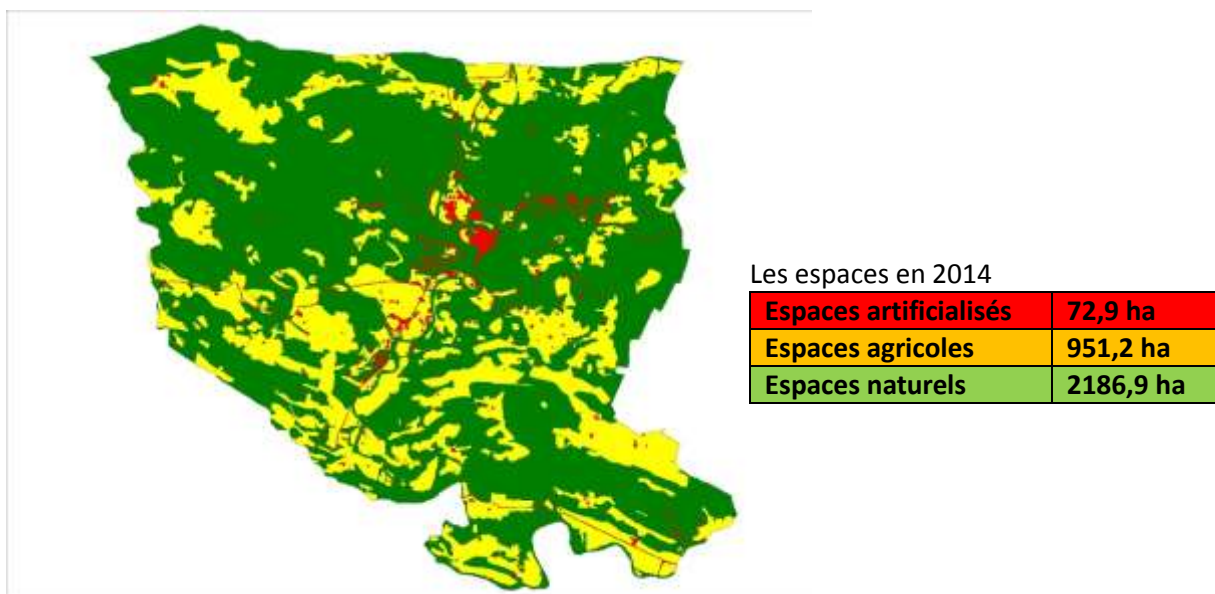 Les espaces en 2014
Espaces artificialisés 72,9 ha
Espaces agricoles 951,2 ha
Espaces naturels 2186,9 ha